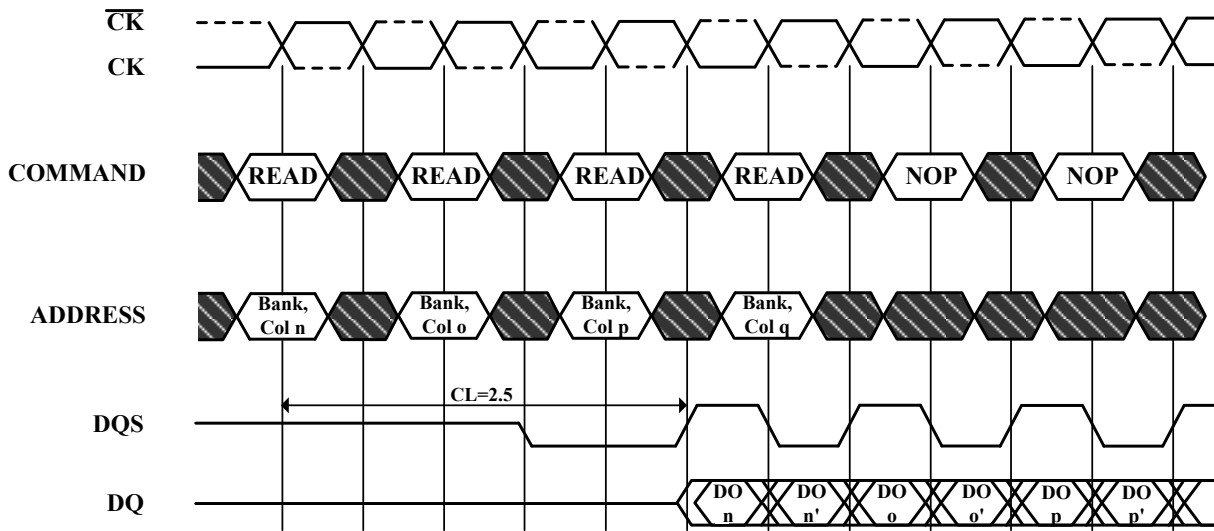 C̅K̅
CK
COMMAND
READ
READ
READ
READ
NOP
NOP
ADDRESS
Bank,
Col n
Bank,
Col o
Bank,
Col p
Bank,
Col q
CL=2.5
DQS
DQ
DO
n
DO
n'
DO
o
DO
o'
DO
p
DO
p'